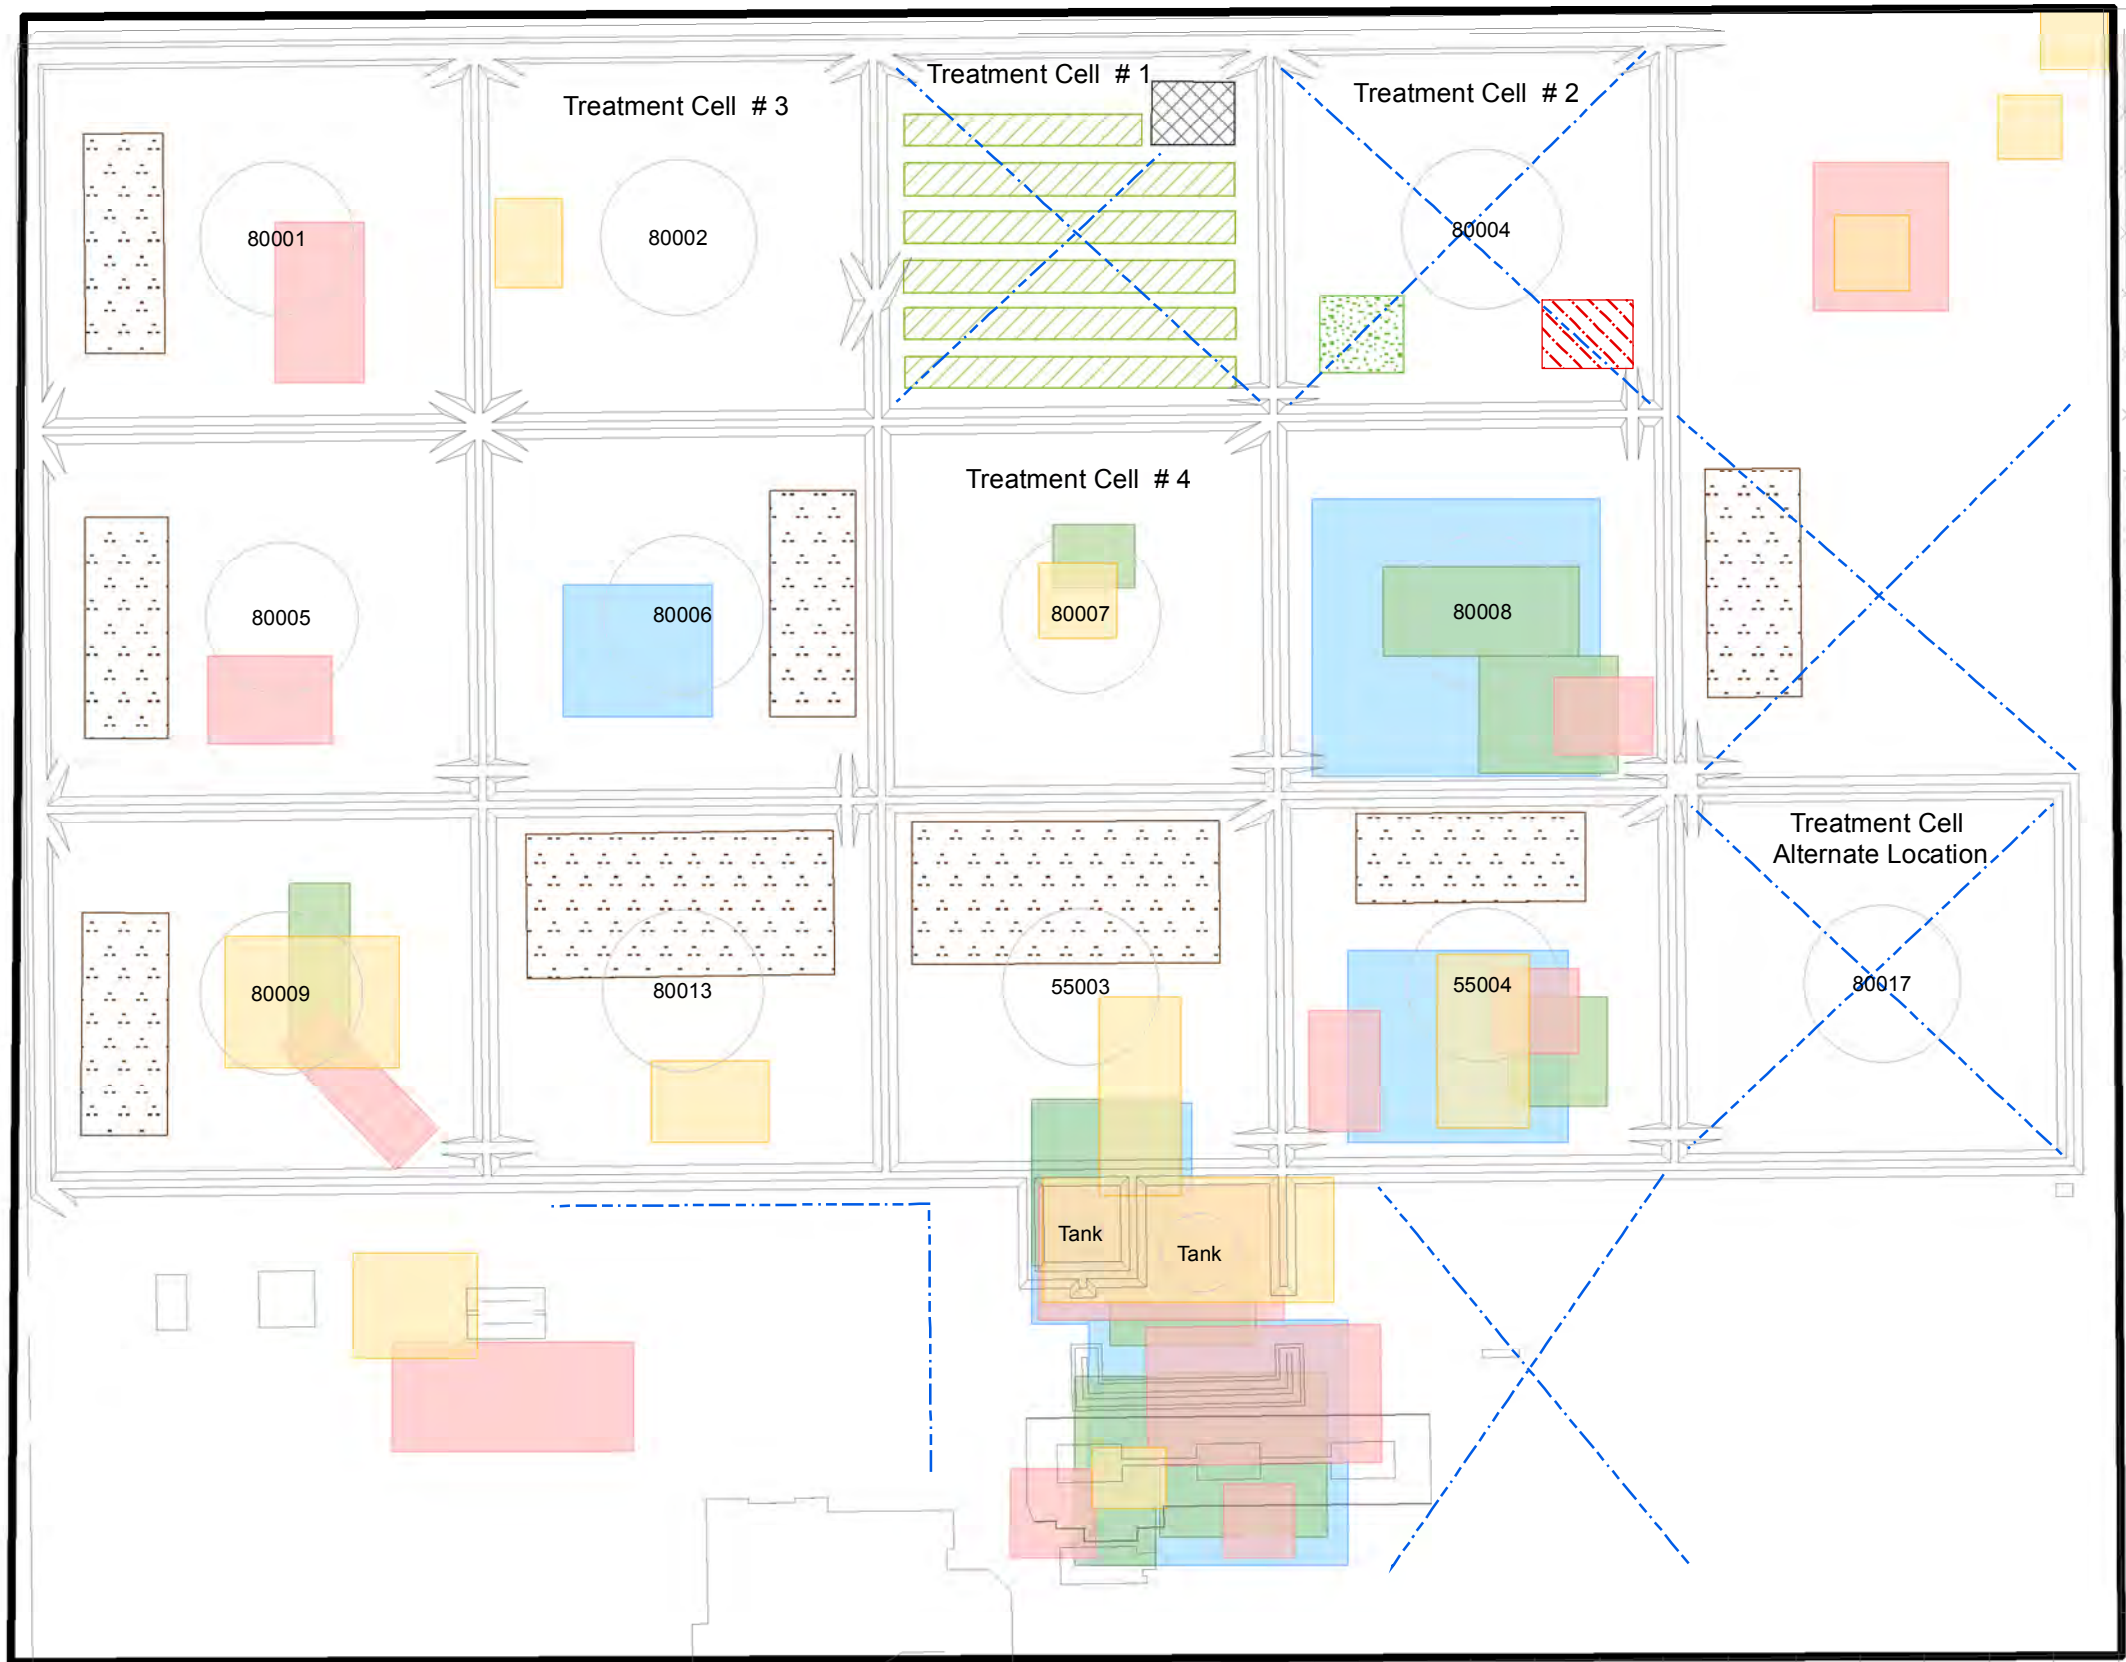 Treatment Cell # 1
Treatment Cell # 2
Treatment Cell # 3
80001
80002
80004
Treatment Cell # 4
80005
80006
80007
80008
Treatment Cell
Alternate Location
80009
80013
55003
55004
80017
Tank
Tank